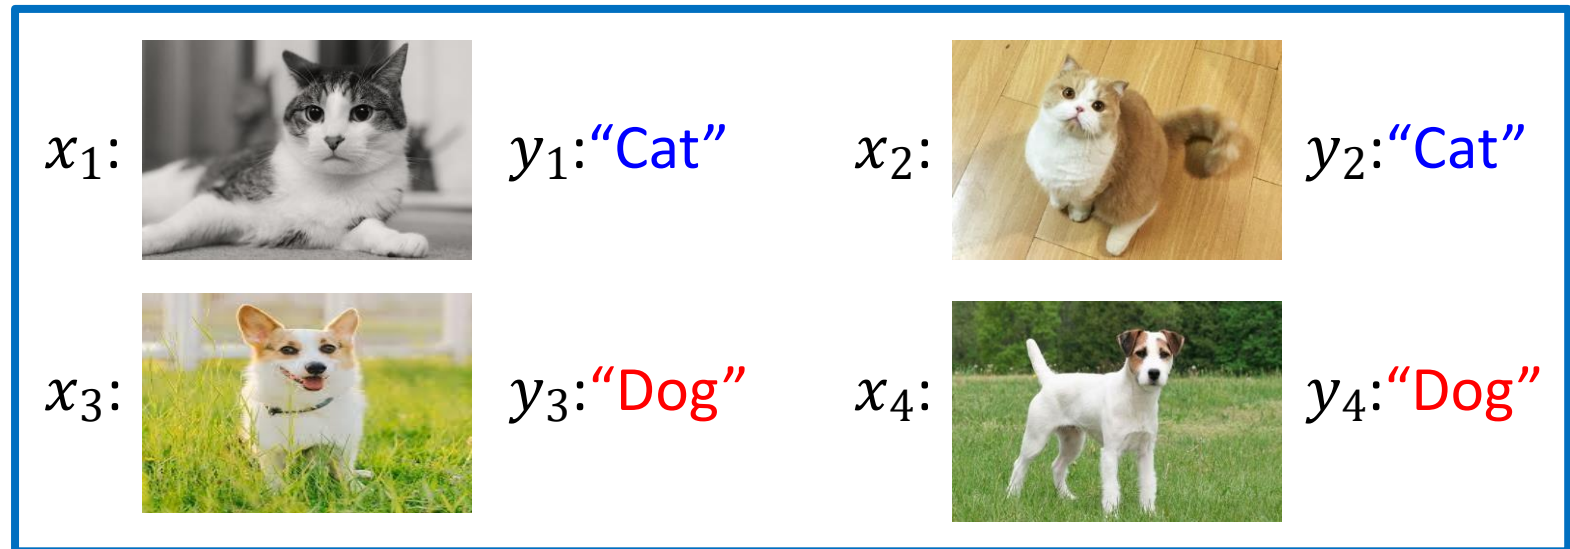 x₁: y₁:“Cat” x₂: y₂:“Cat”
x₃: y₃:“Dog” x₄: y₄:“Dog”